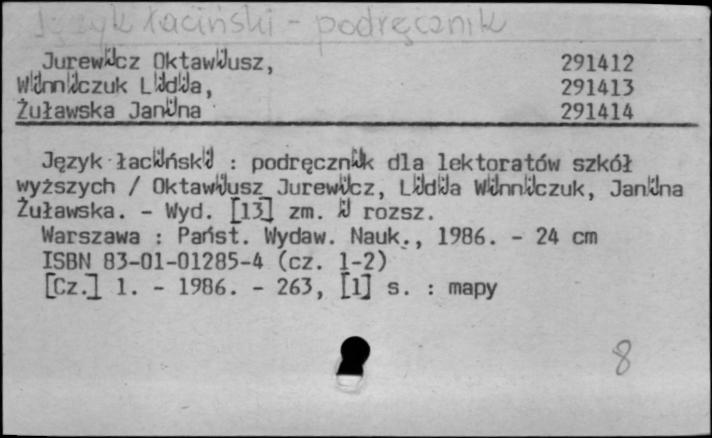 Język łaciński - podręcznik
Jurewicz Oktawiusz, 291412
Winniczuk Lidia, 291413
Żuławska Janina 291414
Język łaciński : podręcznik dla lektoratów szkół
wyższych / Oktawiusz Jurewicz, Lidia Winniczuk, Janina
Żuławska. - Wyd. [13] zm. i rozsz.
Warszawa : Państ. Wydaw. Nauk., 1986. - 24 cm
ISBN 83-01-01285-4 (cz. 1-2)
[Cz.] 1. - 1986. - 263, [1] s. : mapy
8